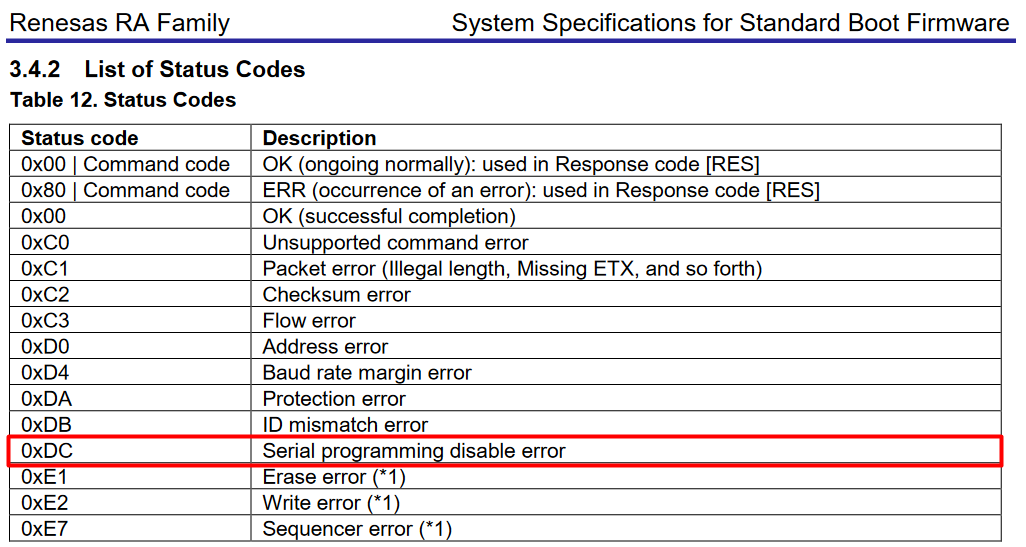 Renesas RA Family System Specifications for Standard Boot Firmware
3.4.2 List of Status Codes
Table 12. Status Codes
Status code Description
0x00 | Command code OK (ongoing normally): used in Response code [RES]
0x80 | Command code ERR (occurrence of an error): used in Response code [RES]
0x00 OK (successful completion)
0xC0 Unsupported command error
0xC1 Packet error (Illegal length, Missing ETX, and so forth)
0xC2 Checksum error
0xC3 Flow error
0xD0 Address error
0xD4 Baud rate margin error
0xDA Protection error
0xDB ID mismatch error
0xDC Serial programming disable error
0xE1 Erase error (*1)
0xE2 Write error (*1)
0xE7 Sequencer error (*1)